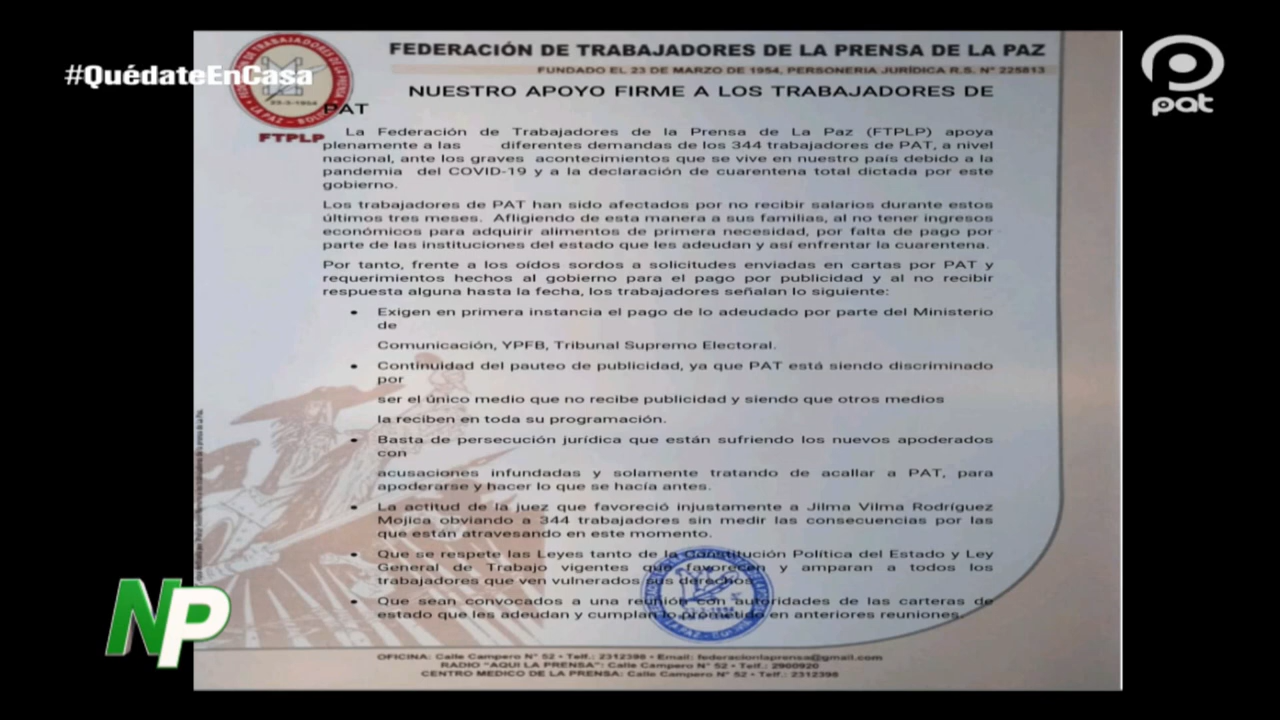 #QuédateEnCasa
pat
FEDERACIÓN DE TRABAJADORES DE LA PRENSA DE LA PAZ
FUNDADO EL 23 DE MARZO DE 1954, PERSONERIA JURÍDICA R.S. N° 225813
FTPLP
NUESTRO APOYO FIRME A LOS TRABAJADORES DE
PAT
La Federación de Trabajadores de la Prensa de La Paz (FTPLP) apoya
plenamente a las diferentes demandas de los 344 trabajadores de PAT, a nivel
nacional, ante los graves acontecimientos que se vive en nuestro país debido a la
pandemia del COVID-19 y a la declaración de cuarentena total dictada por este
gobierno.
Los trabajadores de PAT han sido afectados por no recibir salarios durante estos
últimos tres meses. Afligiendo de esta manera a sus familias, al no tener ingresos
económicos para adquirir alimentos de primera necesidad, por falta de pago por
parte de las instituciones del estado que les adeudan y así enfrentar la cuarentena.
Por tanto, frente a los oídos sordos a solicitudes enviadas en cartas por PAT y
requerimientos hechos al gobierno para el pago por publicidad y al no recibir
respuesta alguna hasta la fecha, los trabajadores señalan lo siguiente:
• Exigen en primera instancia el pago de lo adeudado por parte del Ministerio
de
Comunicación, YPFB, Tribunal Supremo Electoral.
• Continuidad del pauteo de publicidad, ya que PAT está siendo discriminado
por
ser el único medio que no recibe publicidad y siendo que otros medios
la reciben en toda su programación.
• Basta de persecución jurídica que están sufriendo los nuevos apoderados
con
acusaciones infundadas y solamente tratando de acallar a PAT, para
apoderarse y hacer lo que se hacía antes.
• La actitud de la juez que favoreció injustamente a Jilma Vilma Rodríguez
Mojica obviando a 344 trabajadores sin medir las consecuencias por las
que están atravesando en este momento.
• Que se respete las Leyes tanto de la Constitución Política del Estado y Ley
General de Trabajo vigentes que favorecen y amparan a todos los
trabajadores que ven vulnerados sus derechos.
• Que sean convocados a una reunión con autoridades de las carteras de
estado que les adeudan y cumplan lo prometido en anteriores reuniones.
OFICINA: Calle Campero N° 52 • Telf.: 2312398 • Email: federacionlaprensa@gmail.com
RADIO "AQUI LA PRENSA": Calle Campero N° 52 • Telf.: 2900920
CENTRO MEDICO DE LA PRENSA: Calle Campero N° 52 • Telf.: 2312398
NP